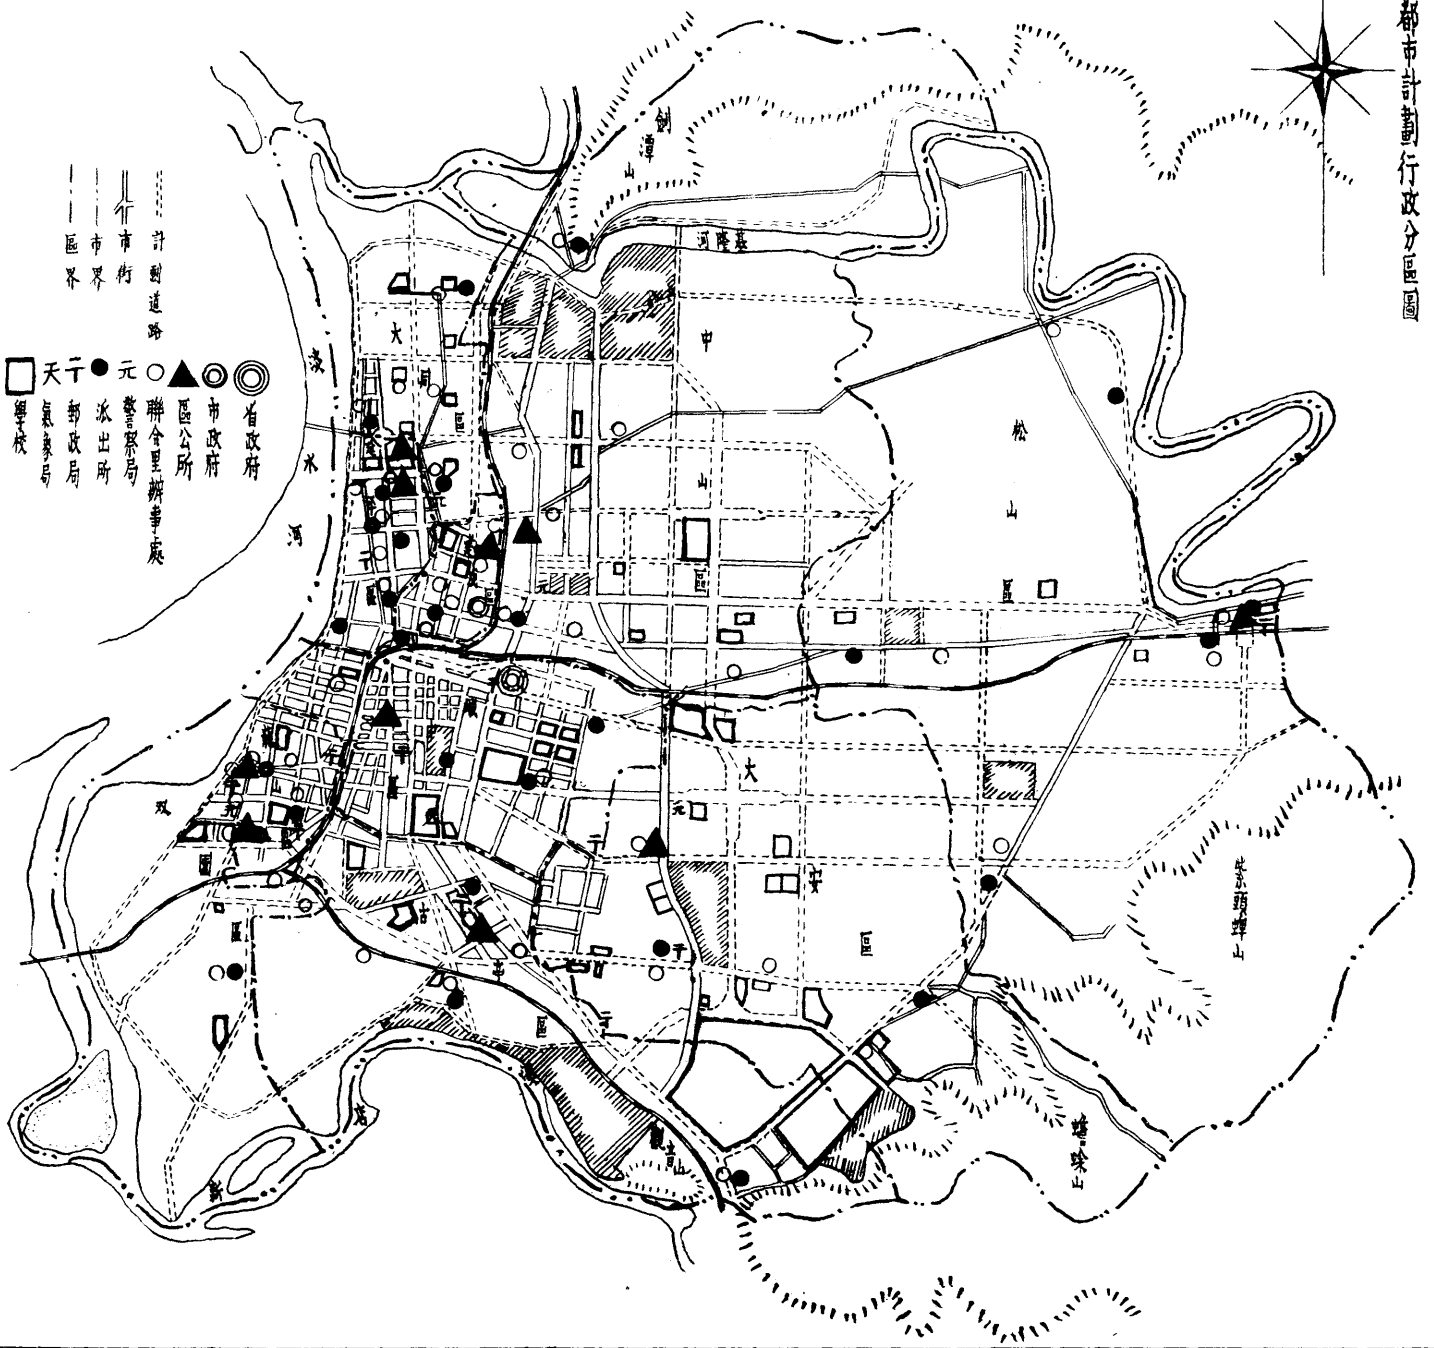 都市計劃行政分區圖
計劃道路
市街
市界
區界
省政府
市政府
區公所
聯合里辦事處
警察局
派出所
郵政局
氣象局
學校
元
天
劍潭山
基隆河
淡水河
大同區
中山區
松山區
大安區
古亭區
双園區
新店
觀音山
蟾蜍山